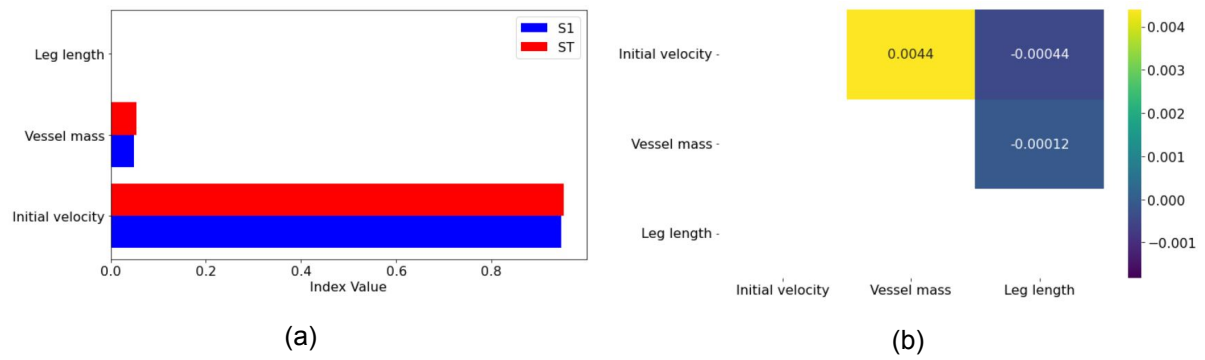 S1
ST
Leg length
Vessel mass
Initial velocity
0.0 0.2 0.4 0.6 0.8
Index Value
(a)
Initial velocity
Vessel mass
Leg length
0.0044 -0.00044
-0.00012
Initial velocity Vessel mass Leg length
0.004
0.003
0.002
0.001
0.000
−0.001
(b)